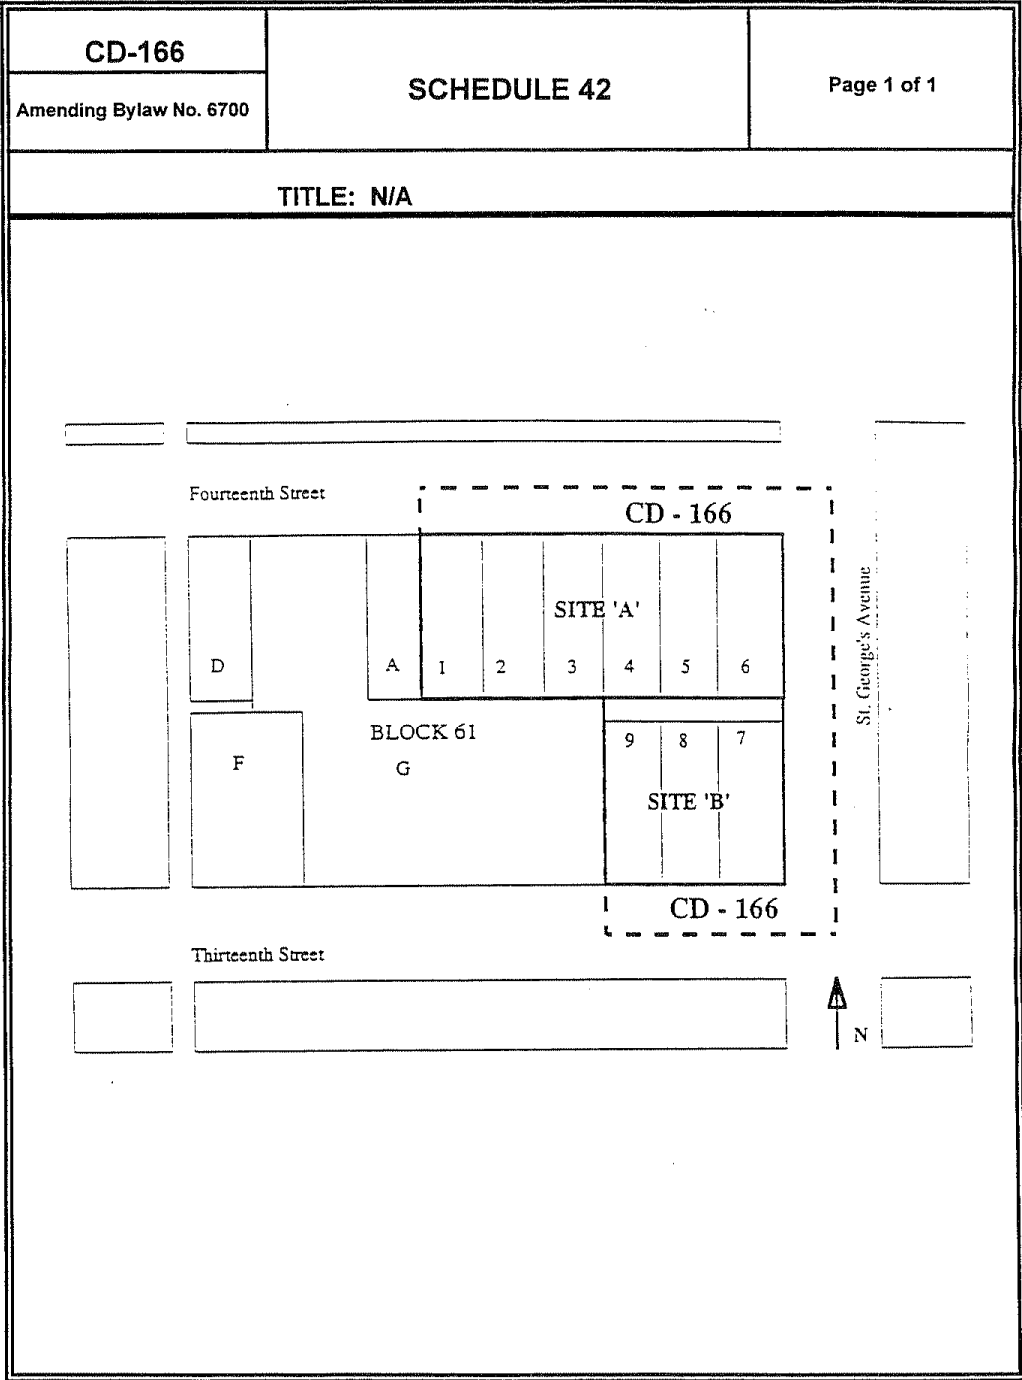 CD-166
Amending Bylaw No. 6700
SCHEDULE 42
Page 1 of 1
TITLE: N/A
Fourteenth Street
CD - 166
SITE 'A'
St. George's Avenue
D
A
1
2
3
4
5
6
BLOCK 61
G
F
9
8
7
SITE 'B'
CD - 166
Thirteenth Street
N